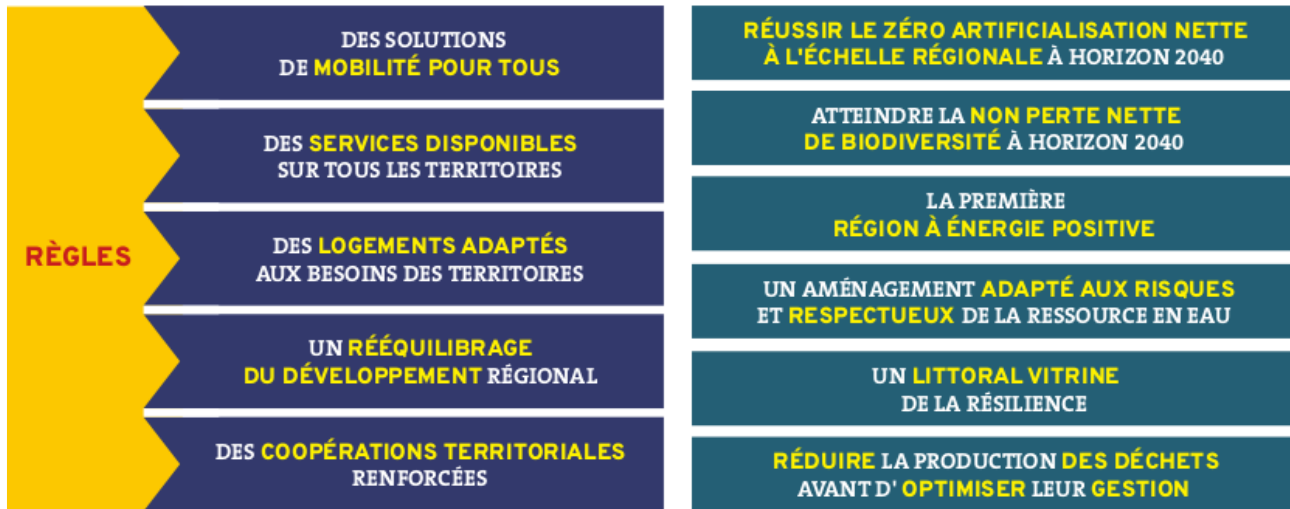 RÈGLES
DES SOLUTIONS
DE MOBILITÉ POUR TOUS
DES SERVICES DISPONIBLES
SUR TOUS LES TERRITOIRES
DES LOGEMENTS ADAPTÉS
AUX BESOINS DES TERRITOIRES
UN RÉÉQUILIBRAGE
DU DÉVELOPPEMENT RÉGIONAL
DES COOPÉRATIONS TERRITORIALES
RENFORCÉES
RÉUSSIR LE ZÉRO ARTIFICIALISATION NETTE
À L'ÉCHELLE RÉGIONALE À HORIZON 2040
ATTEINDRE LA NON PERTE NETTE
DE BIODIVERSITÉ À HORIZON 2040
LA PREMIÈRE
RÉGION À ÉNERGIE POSITIVE
UN AMÉNAGEMENT ADAPTÉ AUX RISQUES
ET RESPECTUEUX DE LA RESSOURCE EN EAU
UN LITTORAL VITRINE
DE LA RÉSILIENCE
RÉDUIRE LA PRODUCTION DES DÉCHETS
AVANT D' OPTIMISER LEUR GESTION